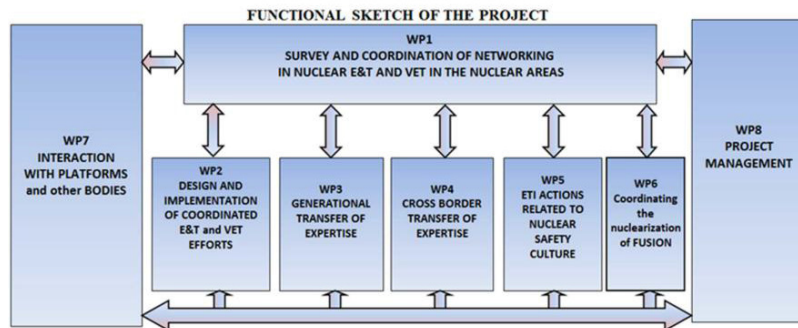 FUNCTIONAL SKETCH OF THE PROJECT
WP1
SURVEY AND COORDINATION OF NETWORKING
IN NUCLEAR E&T AND VET IN THE NUCLEAR AREAS
WP7
INTERACTION
WITH PLATFORMS
and other BODIES
WP2
DESIGN AND
IMPLEMENTATION
OF COORDINATED
E&T and VET
EFFORTS
WP3
GENERATIONAL
TRANSFER OF
EXPERTISE
WP4
CROSS BORDER
TRANSFER OF
EXPERTISE
WP5
ETI ACTIONS
RELATED TO
NUCLEAR
SAFETY
CULTURE
WP6
Coordinating
the
nuclearization
of FUSION
WP8
PROJECT
MANAGEMENT